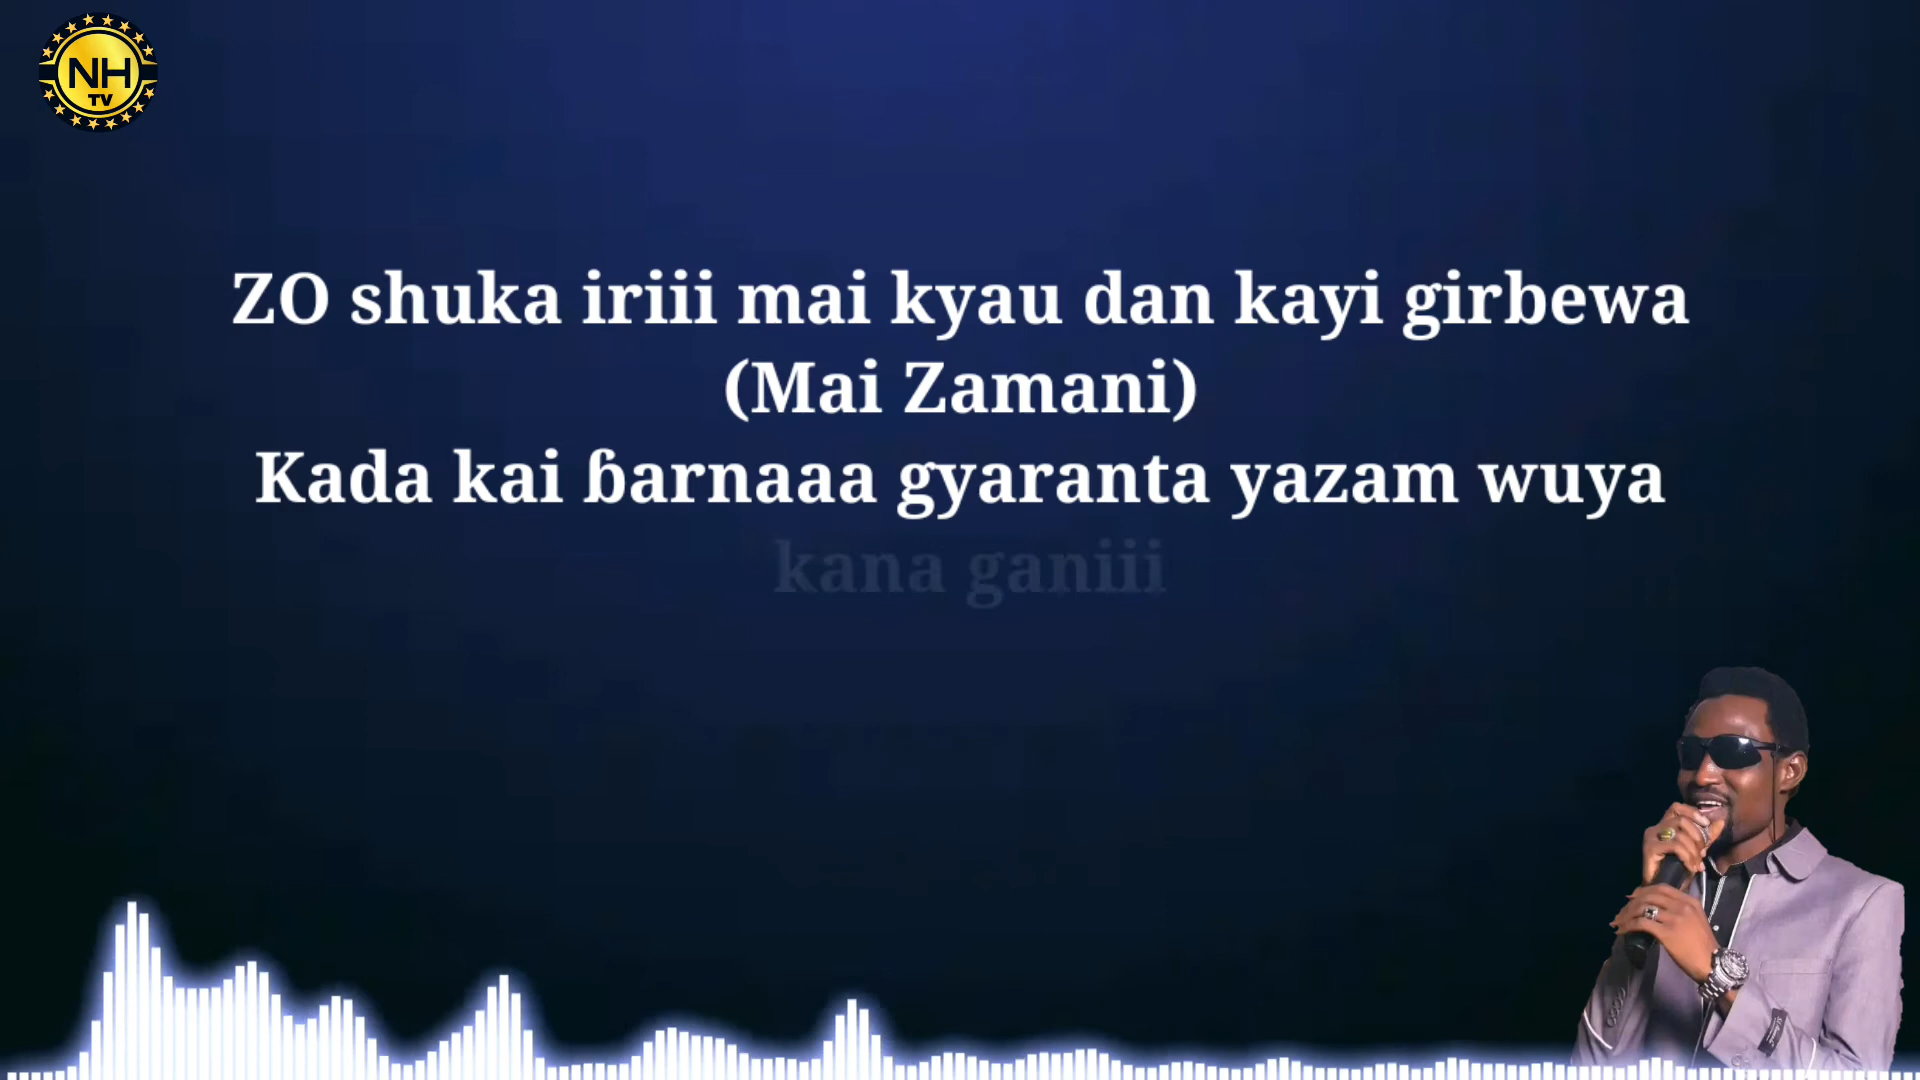 NH
TV
ZO shuka iriii mai kyau dan kayi girbewa
(Mai Zamani)
Kada kai ɓarnaaa gyaranta yazam wuya
kana ganiii